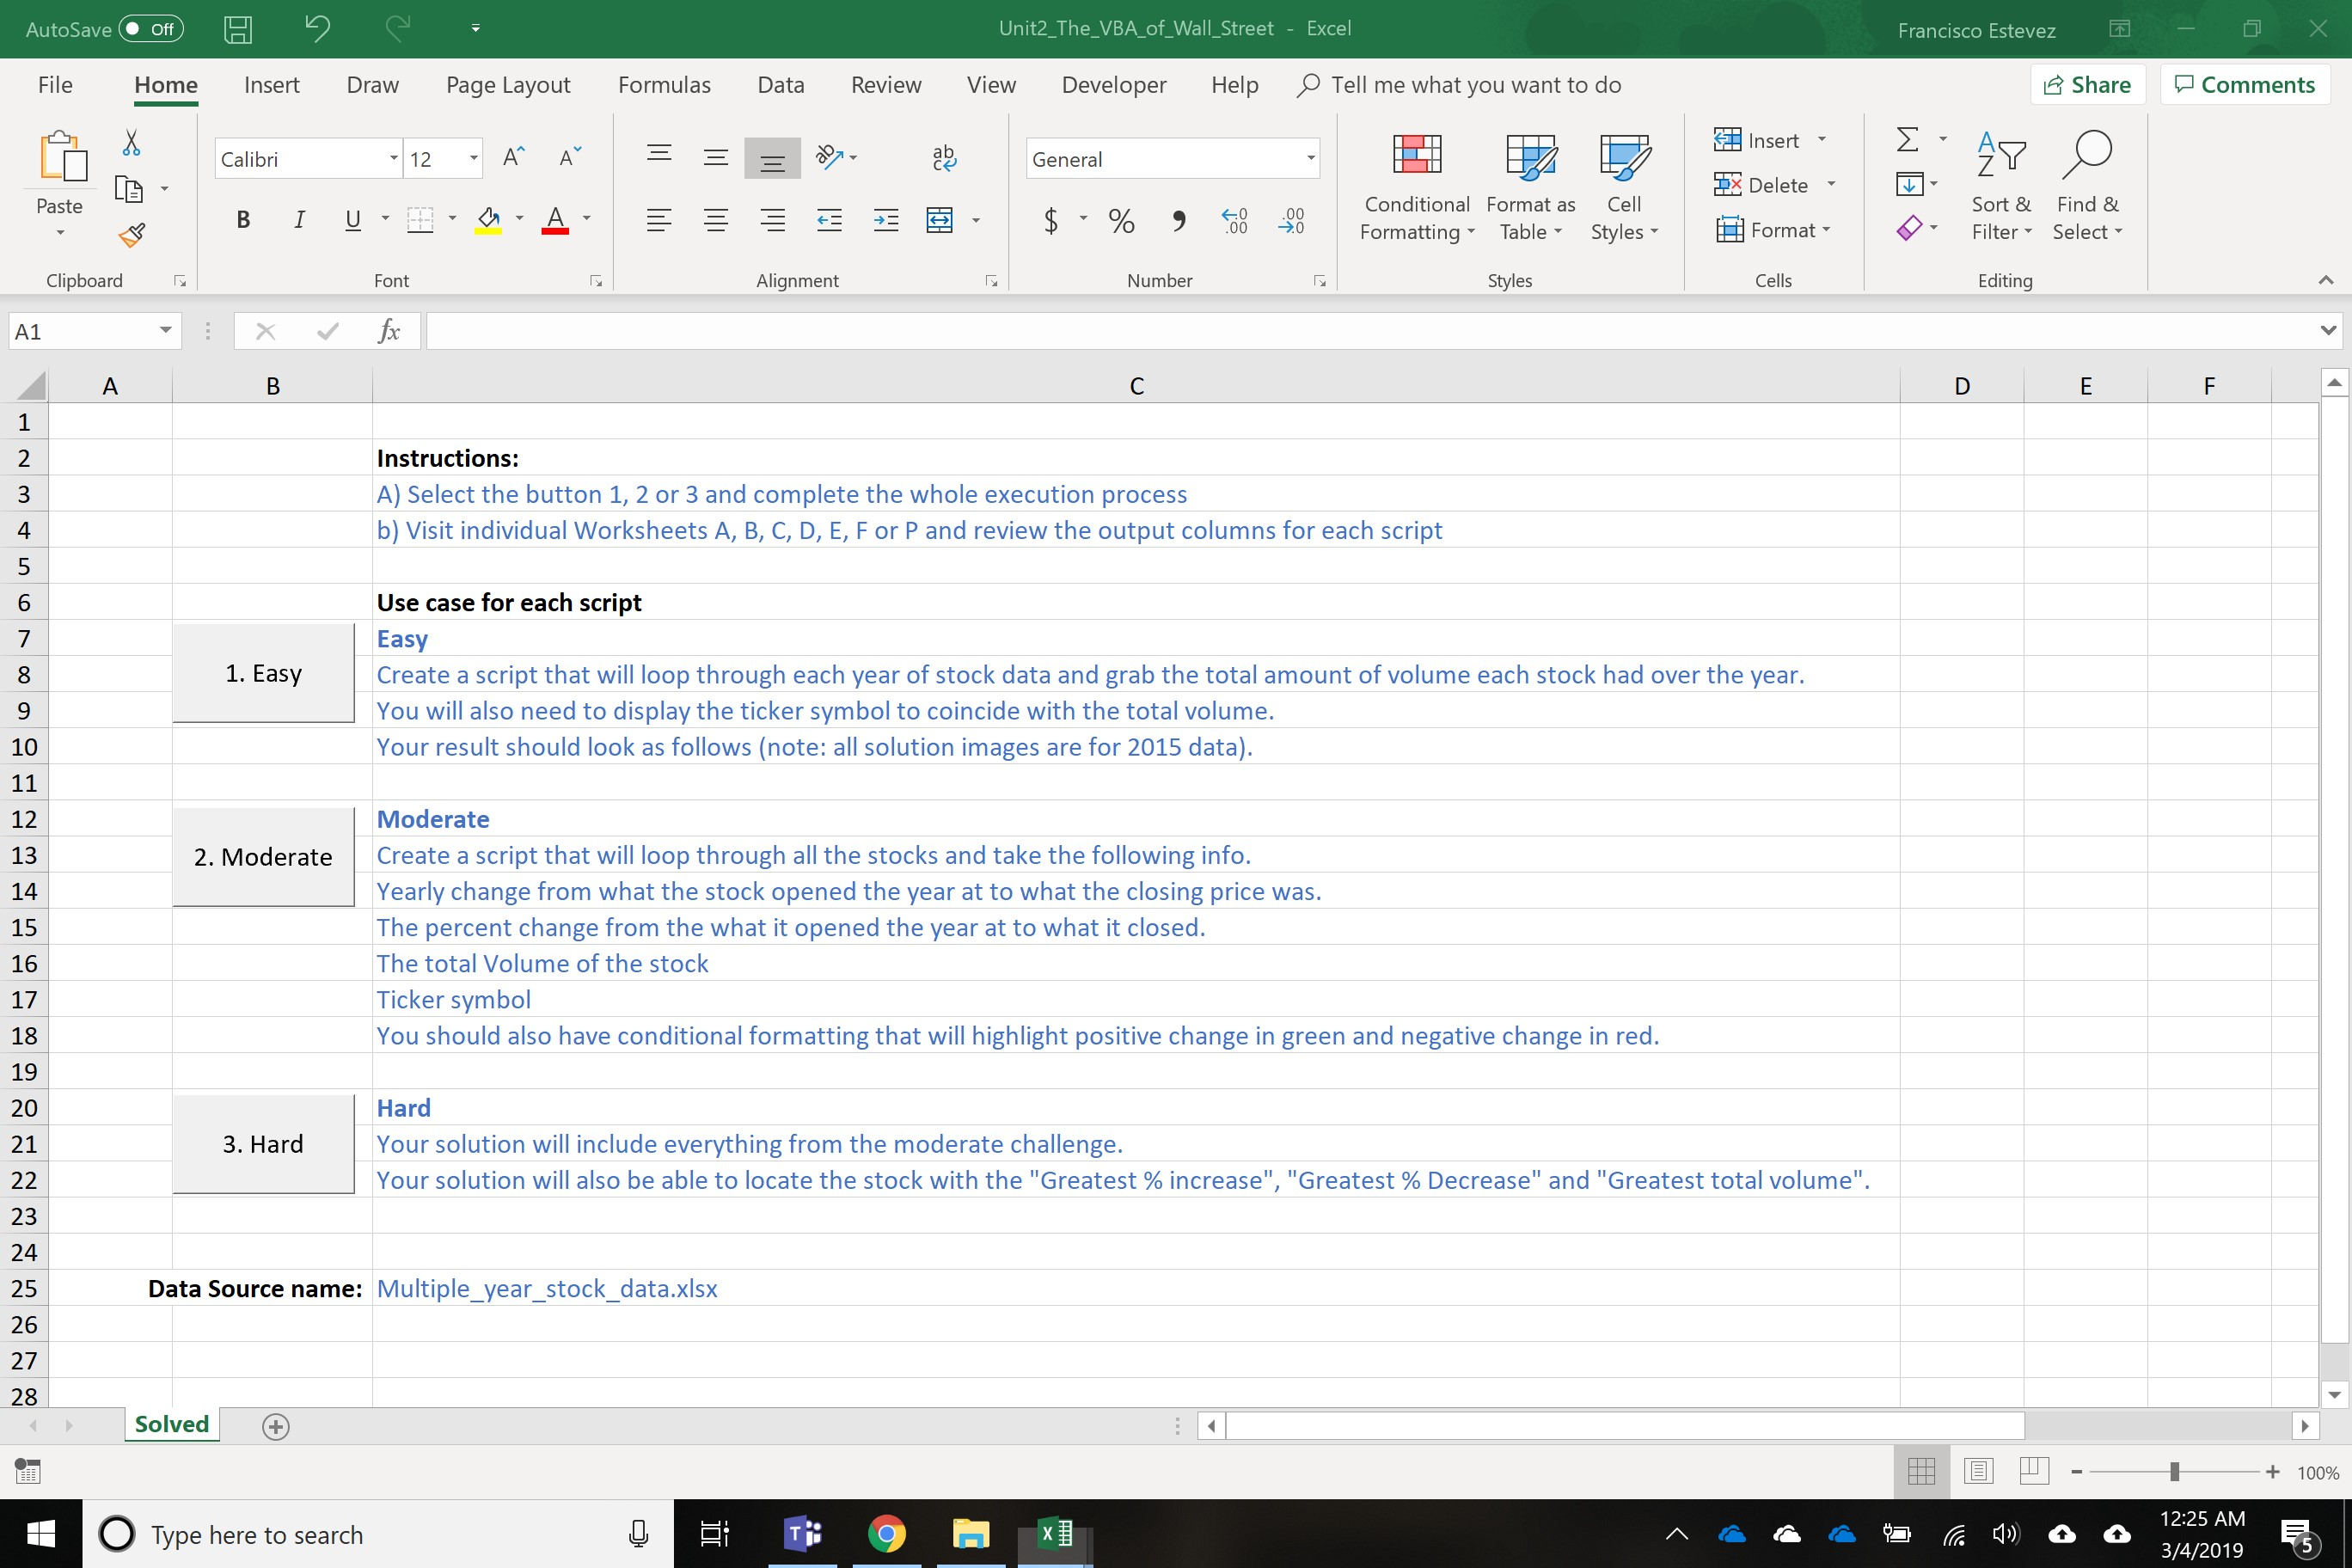 AutoSave Off
Unit2_The_VBA_of_Wall_Street - Excel
Francisco Estevez
File Home Insert Draw Page Layout Formulas Data Review View Developer Help Tell me what you want to do Share Comments
Paste
Calibri 12
General
Conditional Formatting
Format as Table
Cell Styles
Insert
Delete
Format
Sort & Filter
Find & Select
Clipboard Font Alignment Number Styles Cells Editing
A1
fx
A B C D E F
1
2 Instructions:
3 A) Select the button 1, 2 or 3 and complete the whole execution process
4 b) Visit individual Worksheets A, B, C, D, E, F or P and review the output columns for each script
5
6 Use case for each script
7 Easy
1. Easy
8 Create a script that will loop through each year of stock data and grab the total amount of volume each stock had over the year.
9 You will also need to display the ticker symbol to coincide with the total volume.
10 Your result should look as follows (note: all solution images are for 2015 data).
11
12 Moderate
2. Moderate
13 Create a script that will loop through all the stocks and take the following info.
14 Yearly change from what the stock opened the year at to what the closing price was.
15 The percent change from the what it opened the year at to what it closed.
16 The total Volume of the stock
17 Ticker symbol
18 You should also have conditional formatting that will highlight positive change in green and negative change in red.
19
20 Hard
3. Hard
21 Your solution will include everything from the moderate challenge.
22 Your solution will also be able to locate the stock with the "Greatest % increase", "Greatest % Decrease" and "Greatest total volume".
23
24
25 Data Source name: Multiple_year_stock_data.xlsx
26
27
28
Solved
100%
Type here to search
12:25 AM
3/4/2019
5